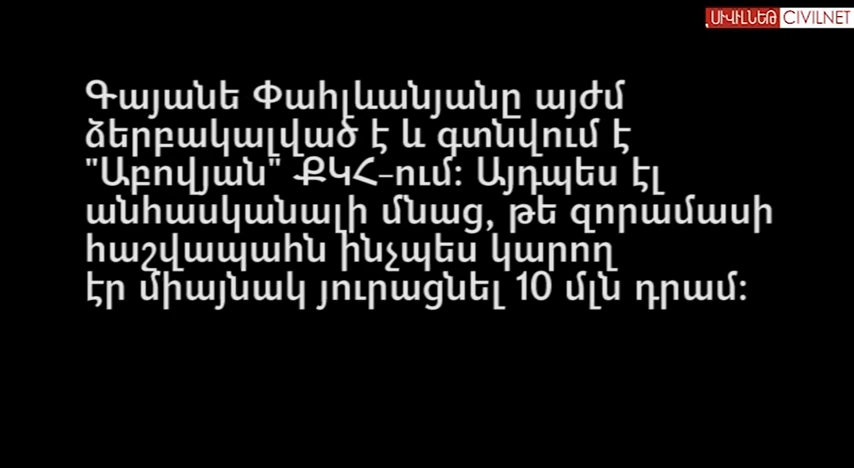 ՍԻՎԻԼՆԵԹ CIVILNET
Գայանե Փահլևանյանը այժմ
ձերբակալված է և գտնվում է
"Աբովյան" ՔԿՀ-ում: Այդպես էլ
անհասկանալի մնաց, թե զորամասի
հաշվապահն ինչպես կարող
էր միայնակ յուրացնել 10 մլն դրամ: